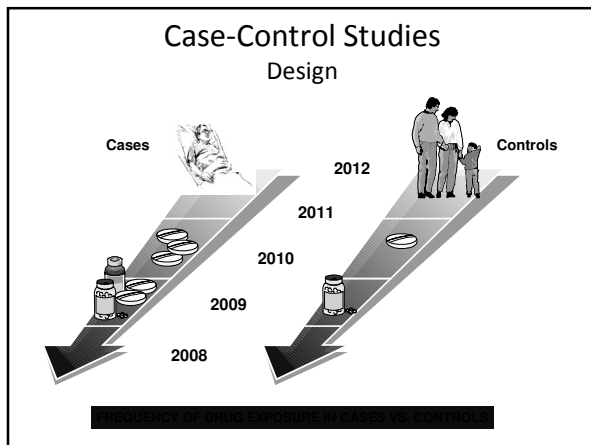 Case-Control Studies
Design
Cases
Controls
2012
2011
2010
2009
2008
FREQUENCY OF DRUG EXPOSURE IN CASES VS. CONTROLS